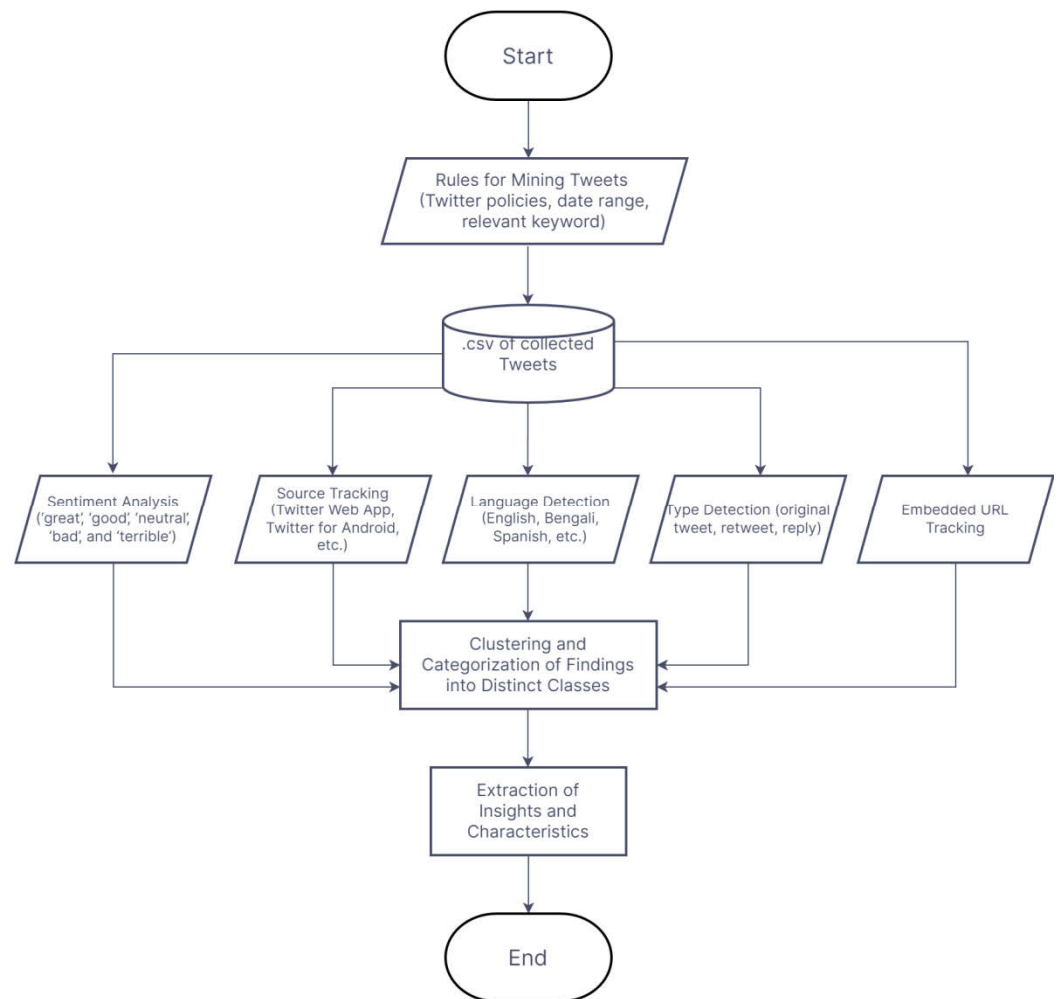 Start
Rules for Mining Tweets
(Twitter policies, date range,
relevant keyword)
.csv of collected
Tweets
Sentiment Analysis
('great', 'good', 'neutral',
'bad', and 'terrible')
Source Tracking
(Twitter Web App,
Twitter for Android,
etc.)
Language Detection
(English, Bengali,
Spanish, etc.)
Type Detection (original
tweet, retweet, reply)
Embedded URL
Tracking
Clustering and
Categorization of Findings
into Distinct Classes
Extraction of
Insights and
Characteristics
End